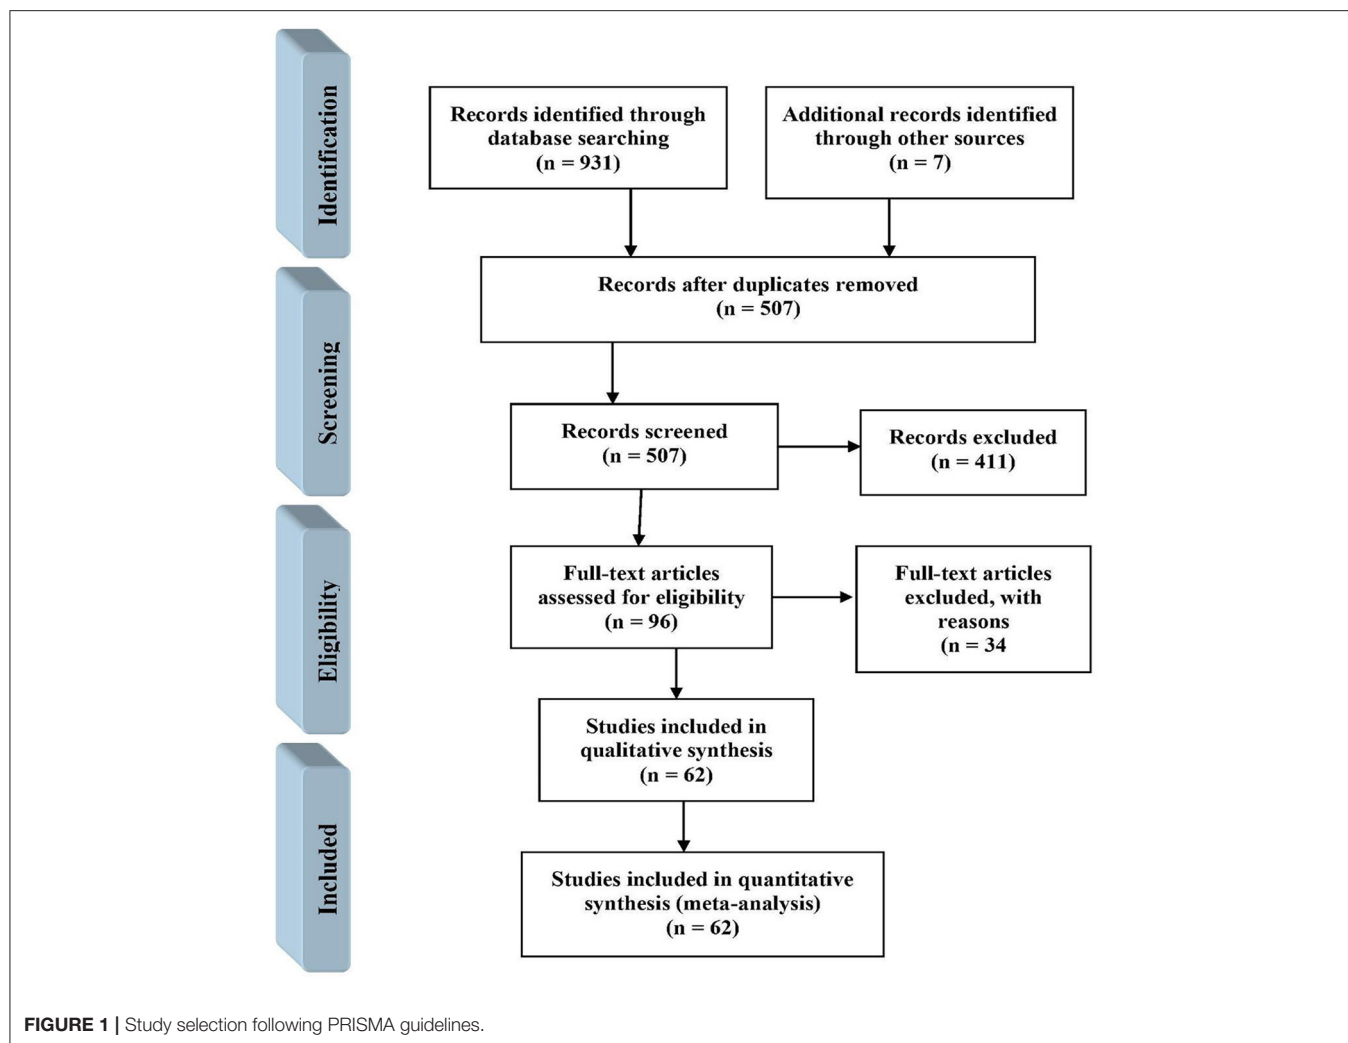 Identification
Records identified through
database searching
(n = 931)
Additional records identified
through other sources
(n = 7)
Records after duplicates removed
(n = 507)
Screening
Records screened
(n = 507)
Records excluded
(n = 411)
Eligibility
Full-text articles
assessed for eligibility
(n = 96)
Full-text articles
excluded, with
reasons
(n = 34
Studies included in
qualitative synthesis
(n = 62)
Included
Studies included in quantitative
synthesis (meta-analysis)
(n = 62)
FIGURE 1 | Study selection following PRISMA guidelines.